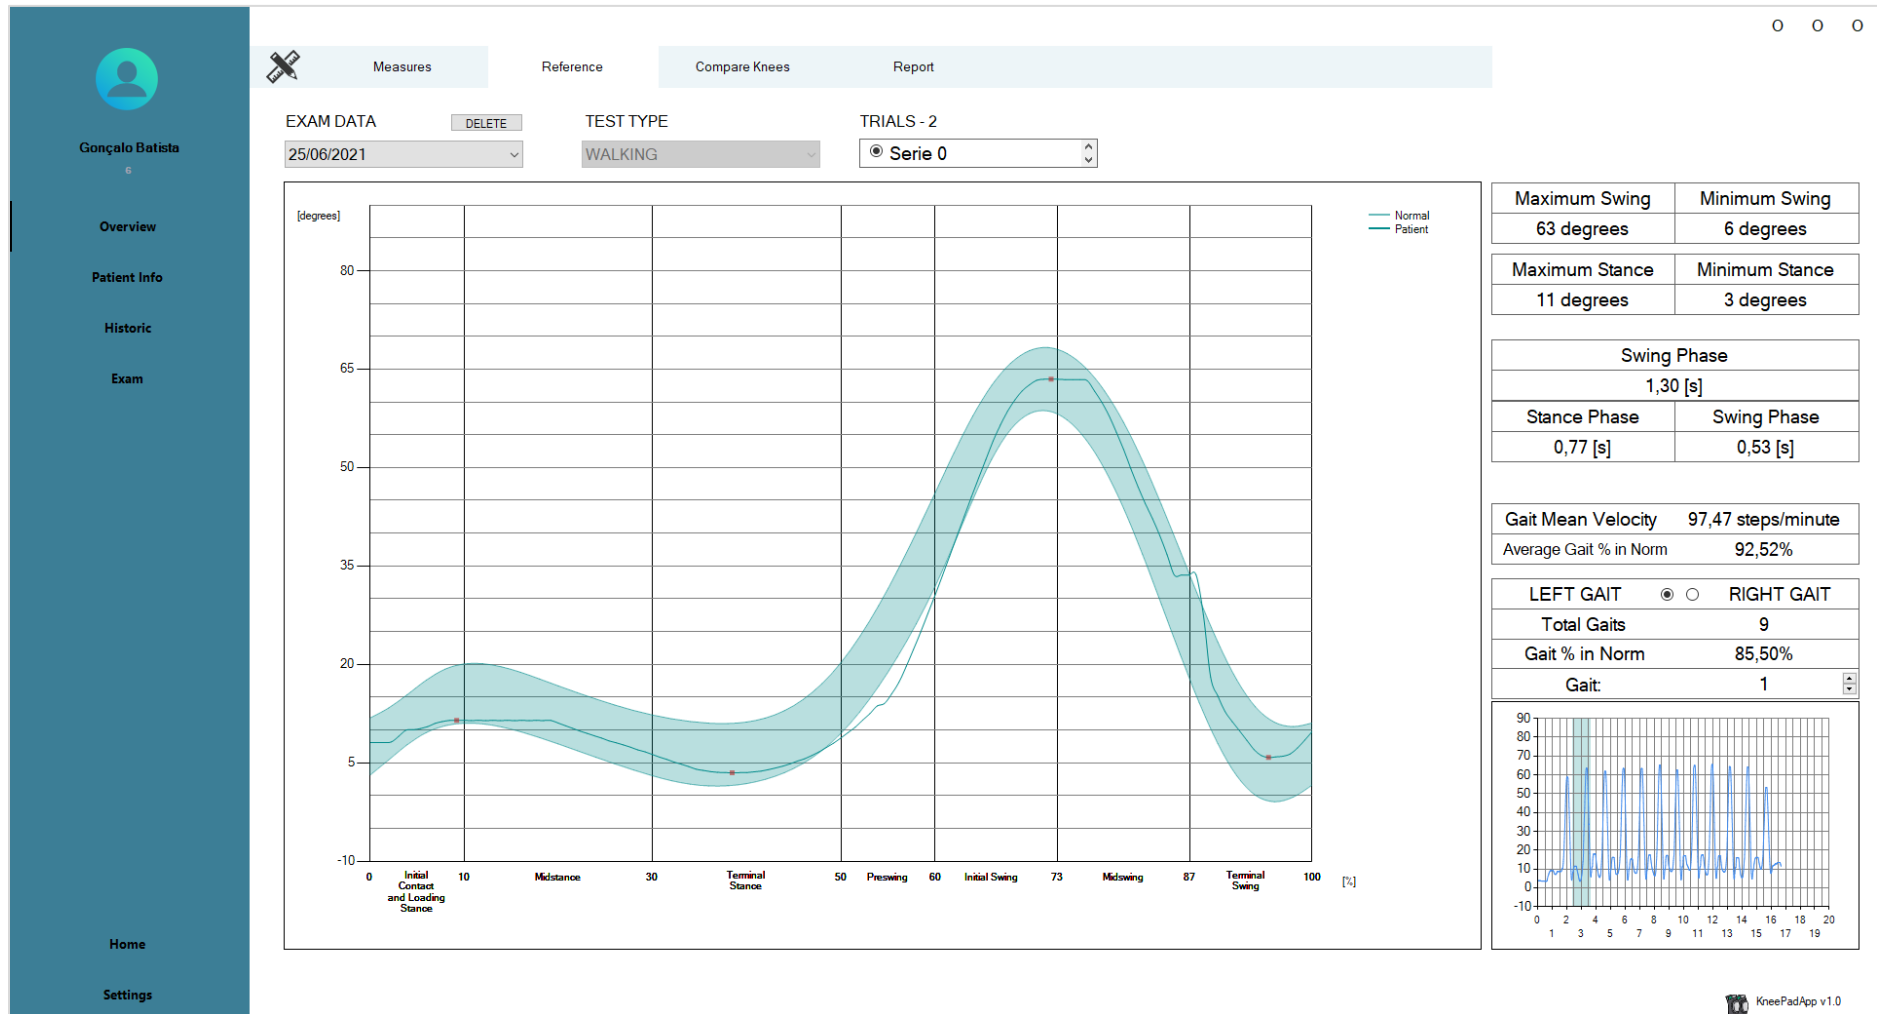 O O O
Measures Reference Compare Knees Report
Gonçalo Batista
6
Overview
Patient Info
Historic
Exam
Home
Settings
EXAM DATA DELETE TEST TYPE TRIALS - 2
25/06/2021 WALKING Serie 0
[degrees]
Normal
Patient
80
65
50
35
20
5
-10
0 10 30 50 60 73 87 100 [%]
Initial
Contact
and Loading
Stance
Midstance
Terminal
Stance
Preswing
Initial Swing
Midswing
Terminal
Swing
Maximum Swing Minimum Swing
63 degrees 6 degrees
Maximum Stance Minimum Stance
11 degrees 3 degrees
Swing Phase
1,30 [s]
Stance Phase Swing Phase
0,77 [s] 0,53 [s]
Gait Mean Velocity 97,47 steps/minute
Average Gait % in Norm 92,52%
LEFT GAIT RIGHT GAIT
Total Gaits 9
Gait % in Norm 85,50%
Gait: 1
90
80
70
60
50
40
30
20
10
0
-10
0 2 4 6 8 10 12 14 16 18 20
1 3 5 7 9 11 13 15 17 19
KneePadApp v1.0